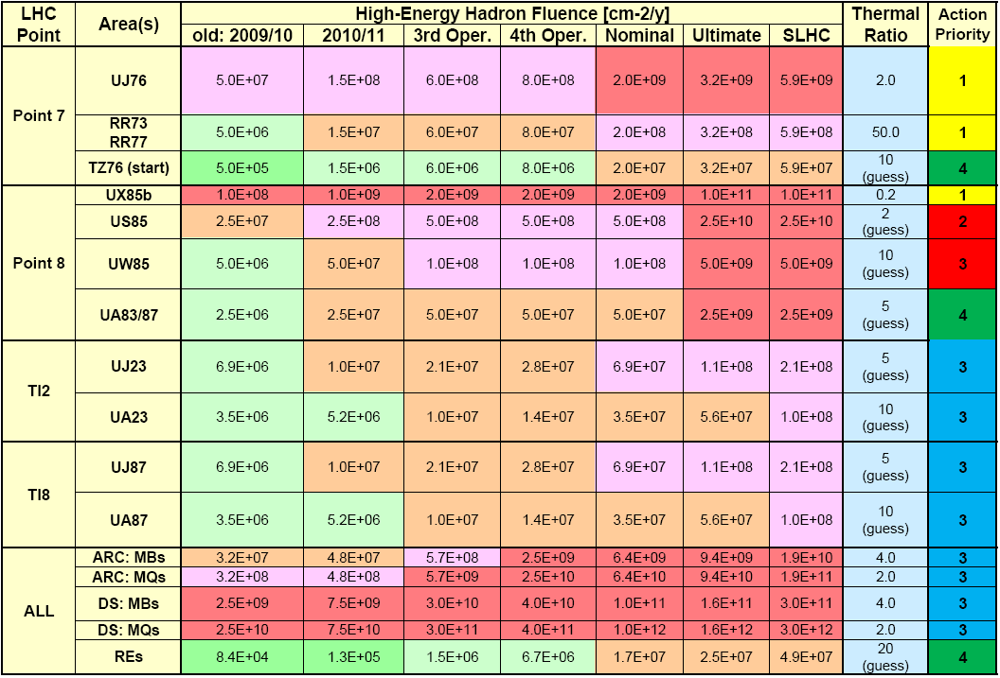 LHC Point | Area(s) | High-Energy Hadron Fluence [cm-2/y] | Thermal Ratio | Action Priority
old: 2009/10 | 2010/11 | 3rd Oper. | 4th Oper. | Nominal | Ultimate | SLHC
Point 7 | UJ76 | 5.0E+07 | 1.5E+08 | 6.0E+08 | 8.0E+08 | 2.0E+09 | 3.2E+09 | 5.9E+09 | 2.0 | 1
RR73 RR77 | 5.0E+06 | 1.5E+07 | 6.0E+07 | 8.0E+07 | 2.0E+08 | 3.2E+08 | 5.9E+08 | 50.0 | 1
TZ76 (start) | 5.0E+05 | 1.5E+06 | 6.0E+06 | 8.0E+06 | 2.0E+07 | 3.2E+07 | 5.9E+07 | 10 (guess) | 4
Point 8 | UX85b | 1.0E+08 | 1.0E+09 | 2.0E+09 | 2.0E+09 | 2.0E+09 | 1.0E+11 | 1.0E+11 | 0.2 | 1
US85 | 2.5E+07 | 2.5E+08 | 5.0E+08 | 5.0E+08 | 5.0E+08 | 2.5E+10 | 2.5E+10 | 2 (guess) | 2
UW85 | 5.0E+06 | 5.0E+07 | 1.0E+08 | 1.0E+08 | 1.0E+08 | 5.0E+09 | 5.0E+09 | 10 (guess) | 3
UA83/87 | 2.5E+06 | 2.5E+07 | 5.0E+07 | 5.0E+07 | 5.0E+07 | 2.5E+09 | 2.5E+09 | 5 (guess) | 4
TI2 | UJ23 | 6.9E+06 | 1.0E+07 | 2.1E+07 | 2.8E+07 | 6.9E+07 | 1.1E+08 | 2.1E+08 | 5 (guess) | 3
UA23 | 3.5E+06 | 5.2E+06 | 1.0E+07 | 1.4E+07 | 3.5E+07 | 5.6E+07 | 1.0E+08 | 10 (guess) | 3
TI8 | UJ87 | 6.9E+06 | 1.0E+07 | 2.1E+07 | 2.8E+07 | 6.9E+07 | 1.1E+08 | 2.1E+08 | 5 (guess) | 3
UA87 | 3.5E+06 | 5.2E+06 | 1.0E+07 | 1.4E+07 | 3.5E+07 | 5.6E+07 | 1.0E+08 | 10 (guess) | 3
ALL | ARC: MBs | 3.2E+07 | 4.8E+07 | 5.7E+08 | 2.5E+09 | 6.4E+09 | 9.4E+09 | 1.9E+10 | 4.0 | 3
ARC: MQs | 3.2E+08 | 4.8E+08 | 5.7E+09 | 2.5E+10 | 6.4E+10 | 9.4E+10 | 1.9E+11 | 2.0 | 3
DS: MBs | 2.5E+09 | 7.5E+09 | 3.0E+10 | 4.0E+10 | 1.0E+11 | 1.6E+11 | 3.0E+11 | 4.0 | 3
DS: MQs | 2.5E+10 | 7.5E+10 | 3.0E+11 | 4.0E+11 | 1.0E+12 | 1.6E+12 | 3.0E+12 | 2.0 | 3
REs | 8.4E+04 | 1.3E+05 | 1.5E+06 | 6.7E+06 | 1.7E+07 | 2.5E+07 | 4.9E+07 | 20 (guess) | 4